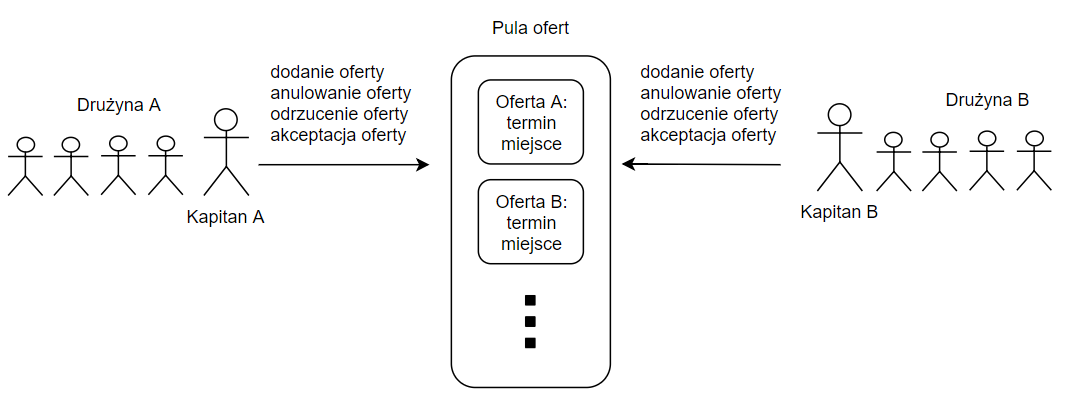 Pula ofert
dodanie oferty
anulowanie oferty
odrzucenie oferty
akceptacja oferty
Drużyna A
Kapitan A
Oferta A:
termin
miejsce
Oferta B:
termin
miejsce
dodanie oferty
anulowanie oferty
odrzucenie oferty
akceptacja oferty
Drużyna B
Kapitan B